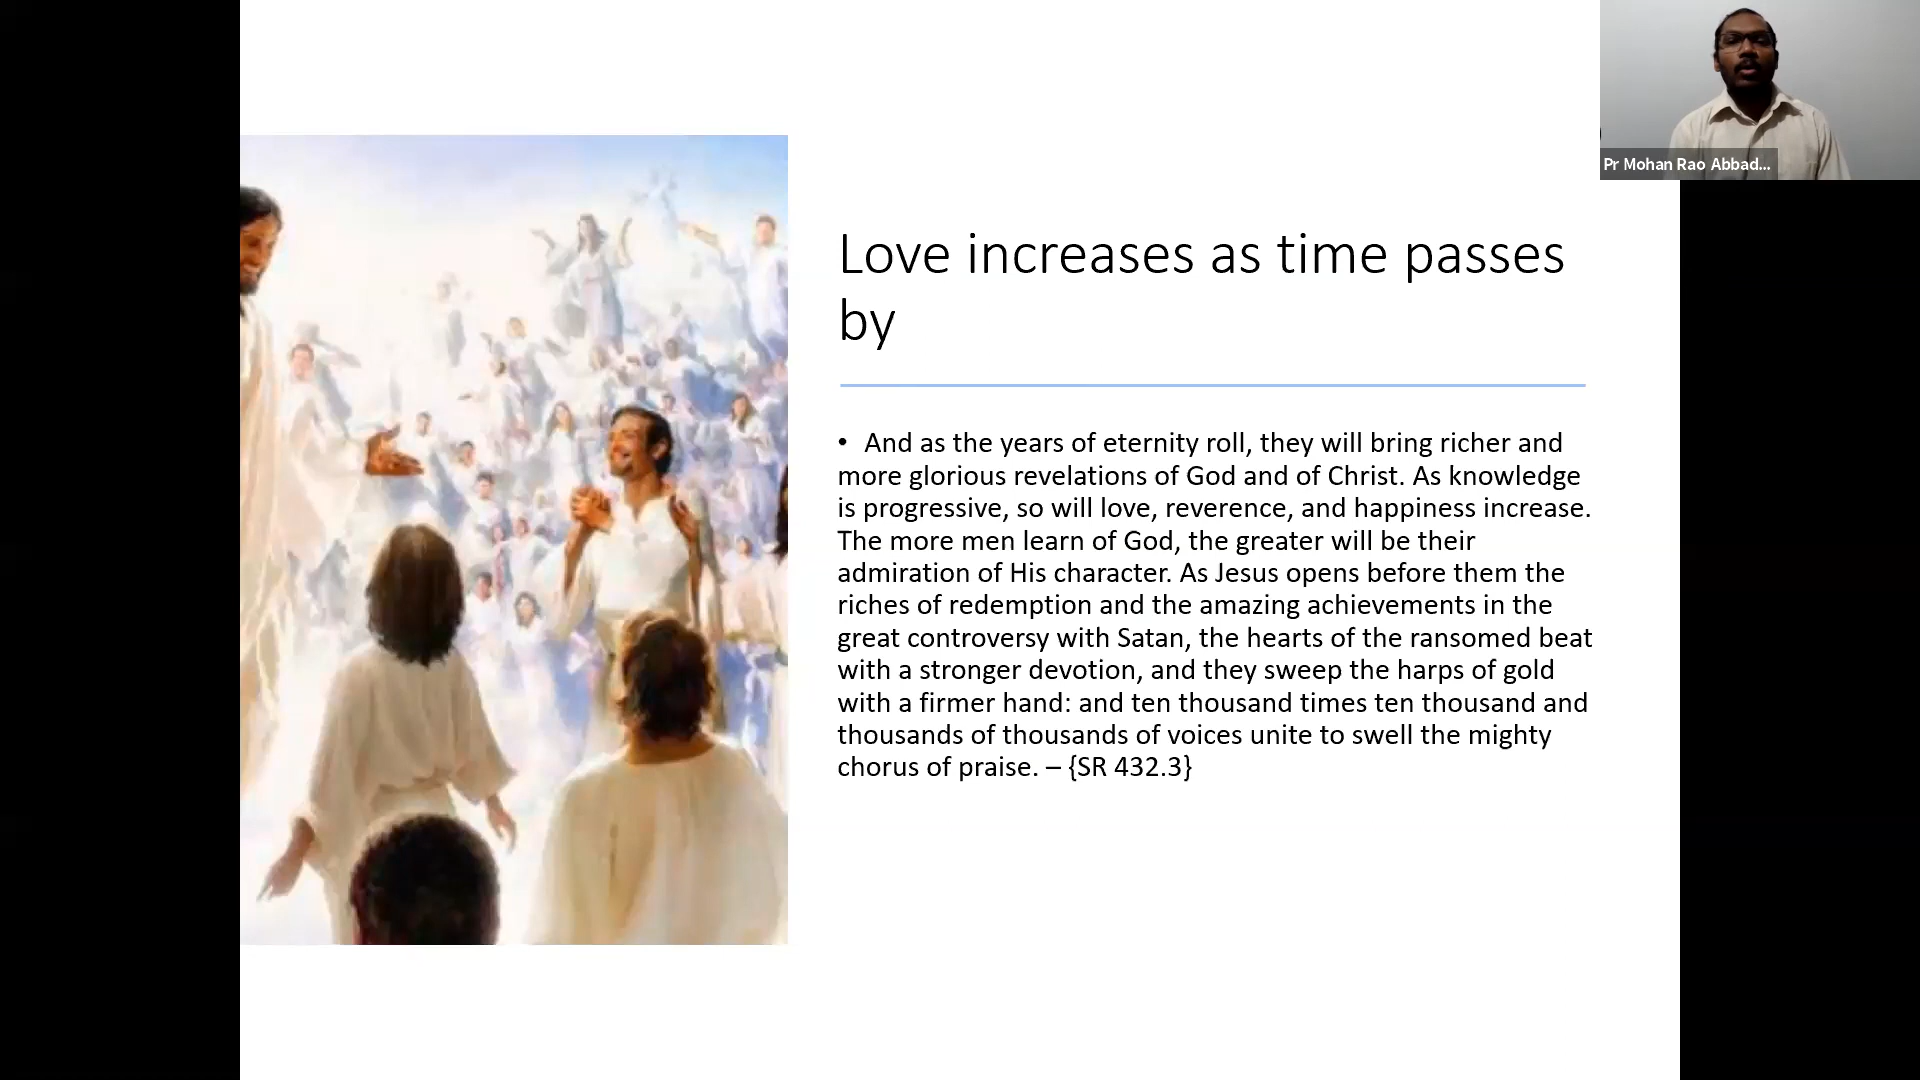 Pr Mohan Rao Abbad...
Love increases as time passes
by
• And as the years of eternity roll, they will bring richer and
more glorious revelations of God and of Christ. As knowledge
is progressive, so will love, reverence, and happiness increase.
The more men learn of God, the greater will be their
admiration of His character. As Jesus opens before them the
riches of redemption and the amazing achievements in the
great controversy with Satan, the hearts of the ransomed beat
with a stronger devotion, and they sweep the harps of gold
with a firmer hand: and ten thousand times ten thousand and
thousands of thousands of voices unite to swell the mighty
chorus of praise. – {SR 432.3}